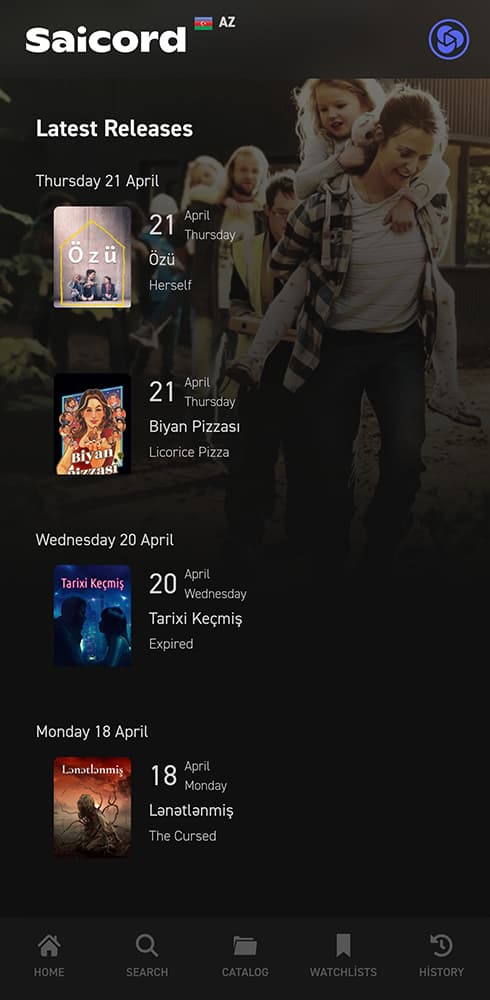 Saicord AZ
Latest Releases
Thursday 21 April
Özü
21
April
Thursday
Özü
Herself
Biyan
Pizzası
21
April
Thursday
Biyan Pizzası
Licorice Pizza
Wednesday 20 April
Tarixi Keçmiş
20
April
Wednesday
Tarixi Keçmiş
Expired
Monday 18 April
Lənətlənmiş
18
April
Monday
Lənətlənmiş
The Cursed
HOME
SEARCH
CATALOG
WATCHLİSTS
HİSTORY